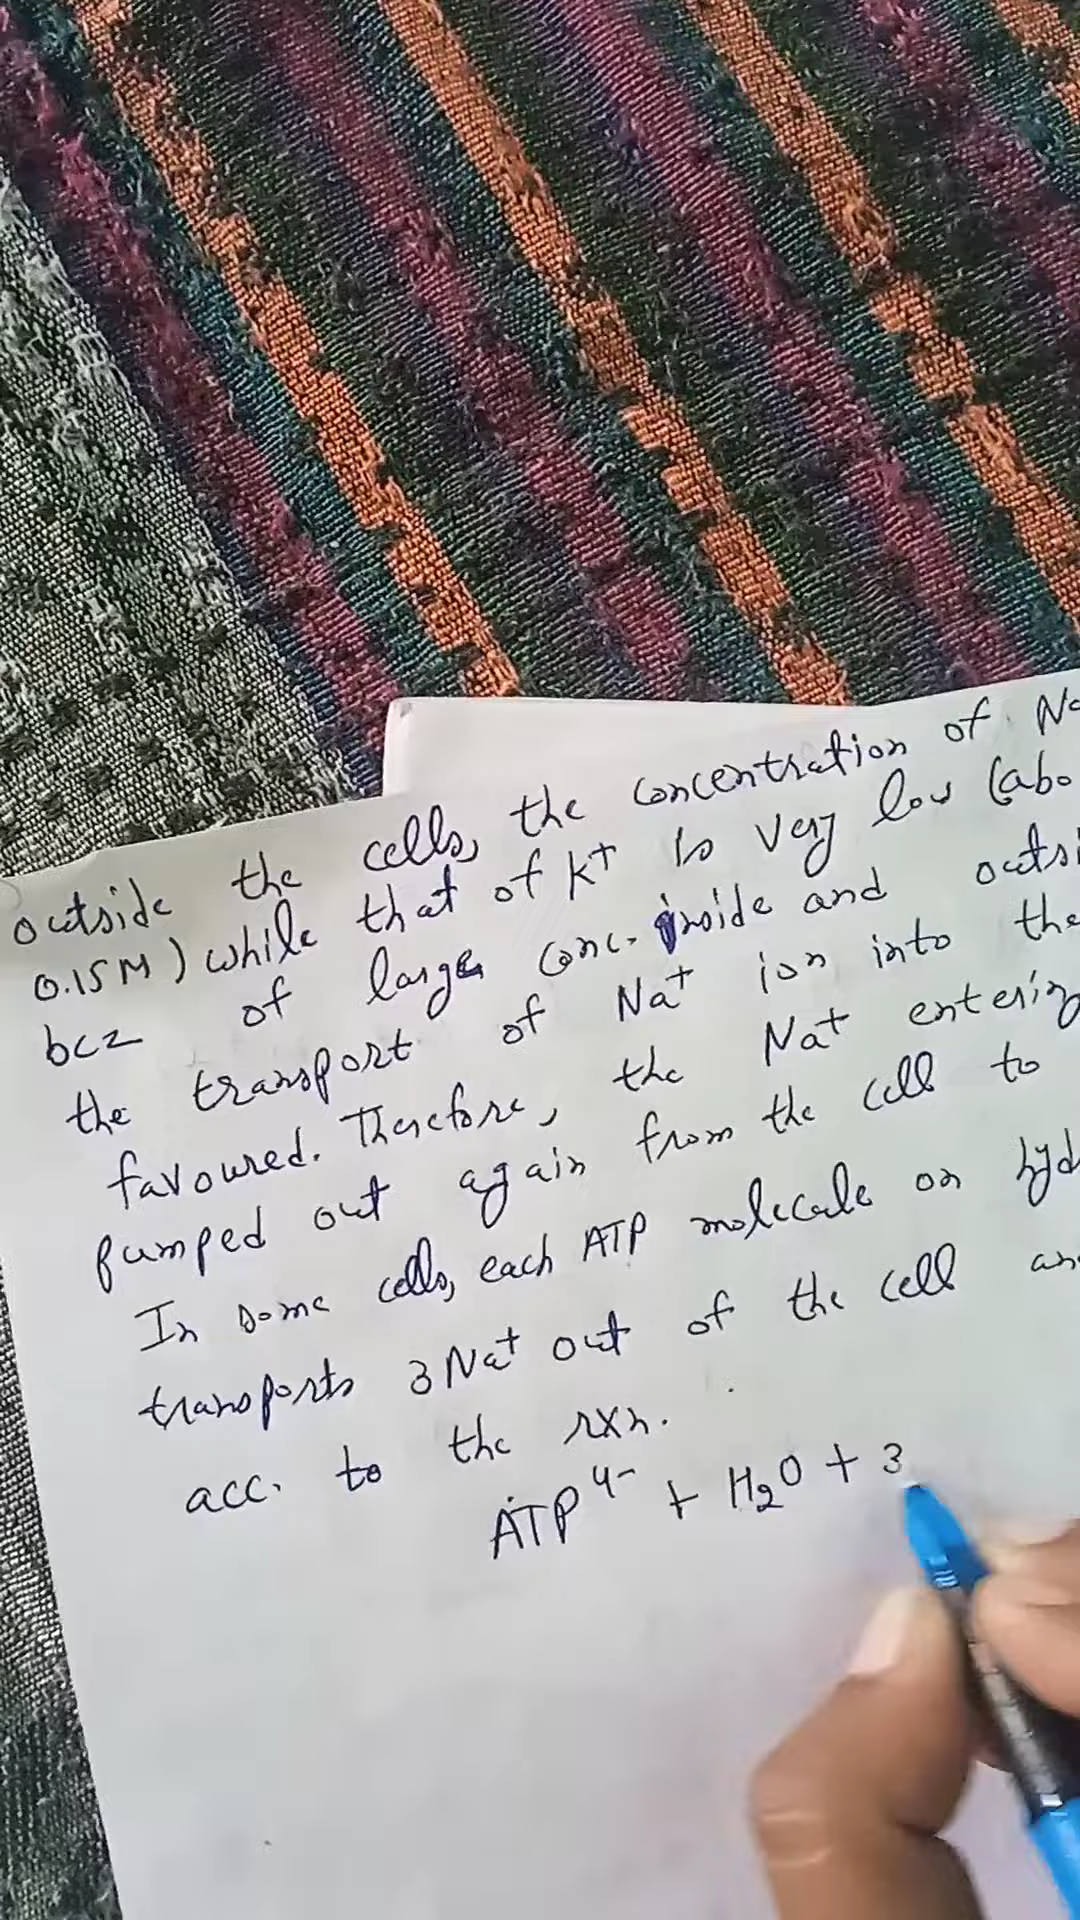 outside the cells, the concentration of Na
0.15M) while that of K+ is very low (abo
bcz of large conc. inside and outsi
the transport of Na+ ion into the
favoured. Therefore, the Na+ entering
pumped out again from the cell to
In some cells, each ATP molecule on hyd
transports 3Na+ out of the cell an
acc. to the rxn.
ATP⁴⁻ + H₂O + 3